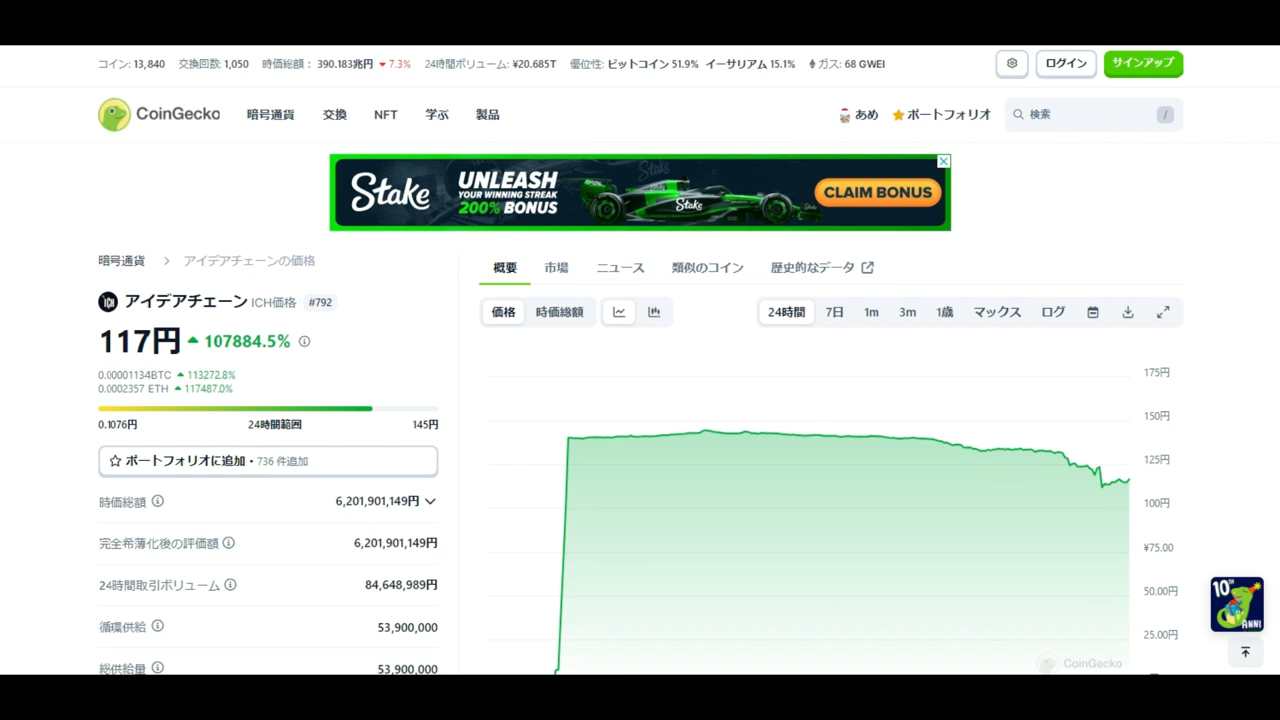 コイン: 13,840 交換回数: 1,050 時価総額： 390.183兆円 7.3% 24時間ボリューム: ¥20.685T 優位性: ビットコイン 51.9% イーサリアム 15.1% ガス: 68 GWEI ログイン サインアップ
CoinGecko 暗号通貨 交換 NFT 学ぶ 製品 あめ ポートフォリオ 検索 /
Stake
UNLEASH
YOUR WINNING STREAK
200% BONUS
Stake
Stake
CLAIM BONUS
暗号通貨 > アイデアチェーンの価格
ICH アイデアチェーン ICH価格 #792
117円 107884.5%
0.00001134BTC 113272.8%
0.0002357 ETH 117487.0%
0.1076円 24時間範囲 145円
ポートフォリオに追加・736 件追加
時価総額 6,201,901,149円
完全希薄化後の評価額 6,201,901,149円
24時間取引ボリューム 84,648,989円
循環供給 53,900,000
総供給量 53,900,000
概要 市場 ニュース 類似のコイン 歴史的なデータ
価格 時価総額 24時間 7日 1m 3m 1歳 マックス ログ
175円
150円
125円
100円
¥75.00
50.00円
25.00円
CoinGecko
10TH
ANNI